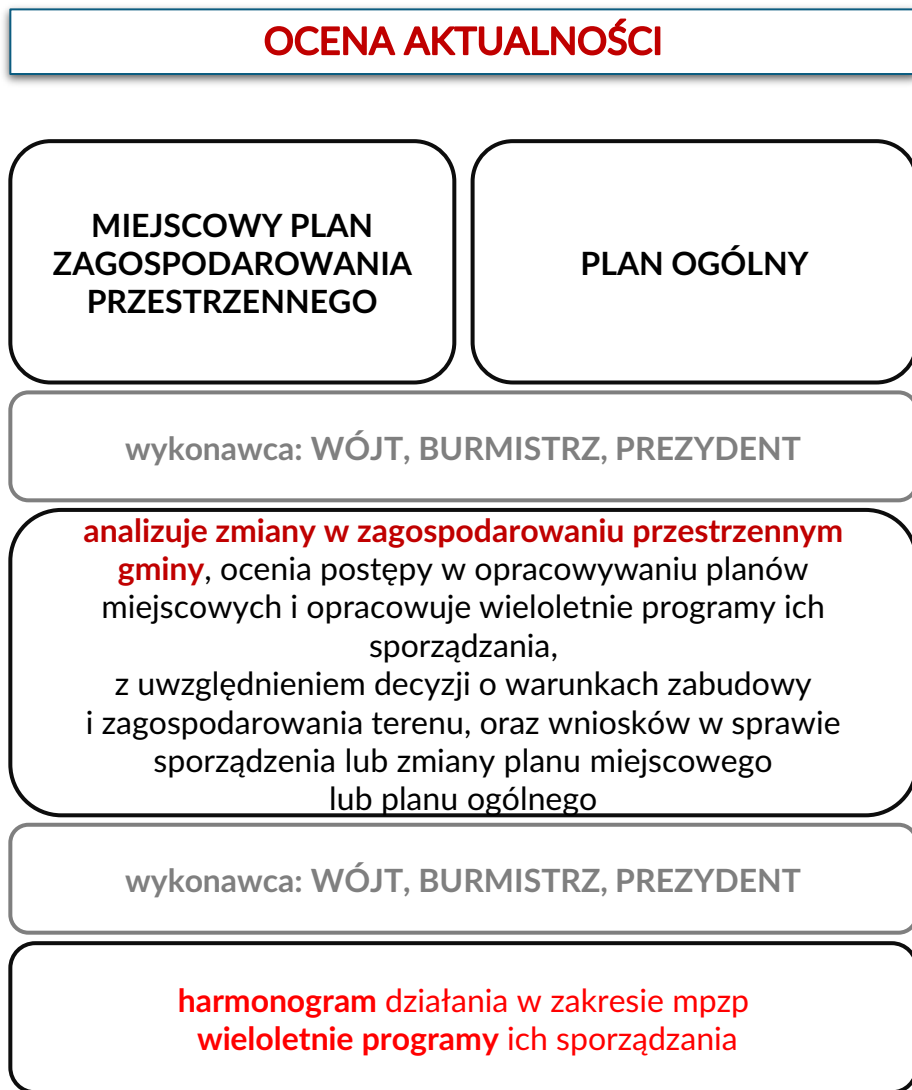 OCENA AKTUALNOŚCI
MIEJSCOWY PLAN
ZAGOSPODAROWANIA
PRZESTRZENNEGO
PLAN OGÓLNY
wykonawca: WÓJT, BURMISTRZ, PREZYDENT
analizuje zmiany w zagospodarowaniu przestrzennym
gminy, ocenia postępy w opracowywaniu planów
miejscowych i opracowuje wieloletnie programy ich
sporządzania,
z uwzględnieniem decyzji o warunkach zabudowy
i zagospodarowania terenu, oraz wniosków w sprawie
sporządzenia lub zmiany planu miejscowego
lub planu ogólnego
wykonawca: WÓJT, BURMISTRZ, PREZYDENT
harmonogram działania w zakresie mpzp
wieloletnie programy ich sporządzania